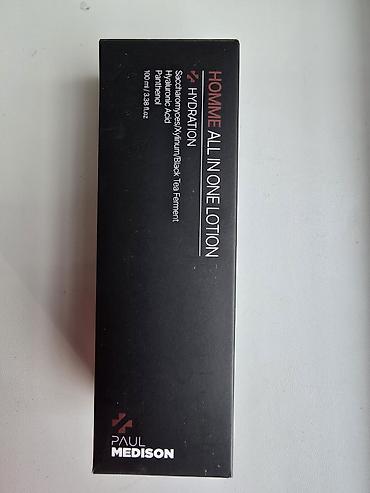 HOMME ALL IN ONE LOTION
HYDRATION
Saccharomyces/Xylinum/Black Tea Ferment
Hyaluronic Acid
Panthenol
100 ml / 3.38 fl.oz
PAUL
MEDISON